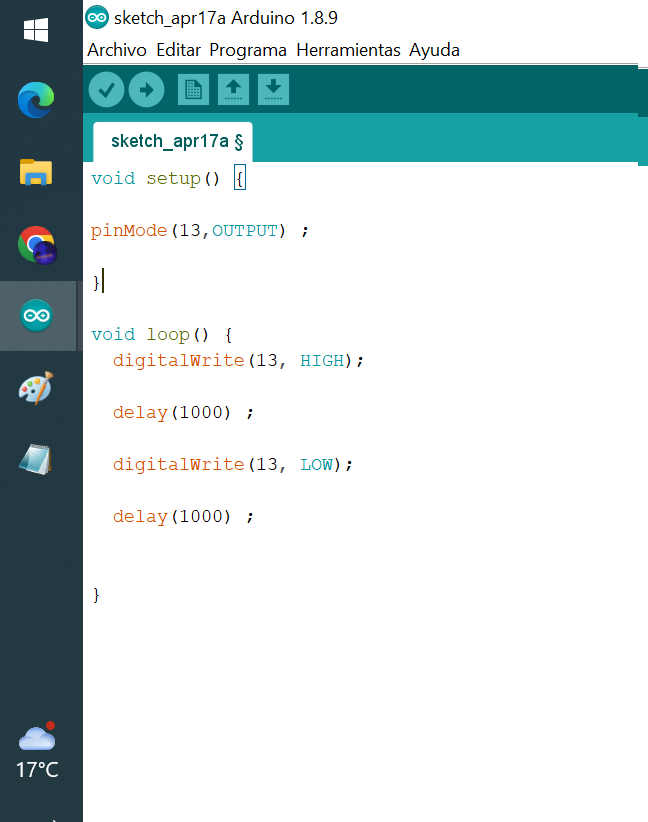 sketch_apr17a Arduino 1.8.9
Archivo Editar Programa Herramientas Ayuda
sketch_apr17a §
void setup() {
pinMode(13,OUTPUT) ;
}
void loop() {
digitalWrite(13, HIGH);
delay(1000) ;
digitalWrite(13, LOW);
delay(1000) ;
}
17°C